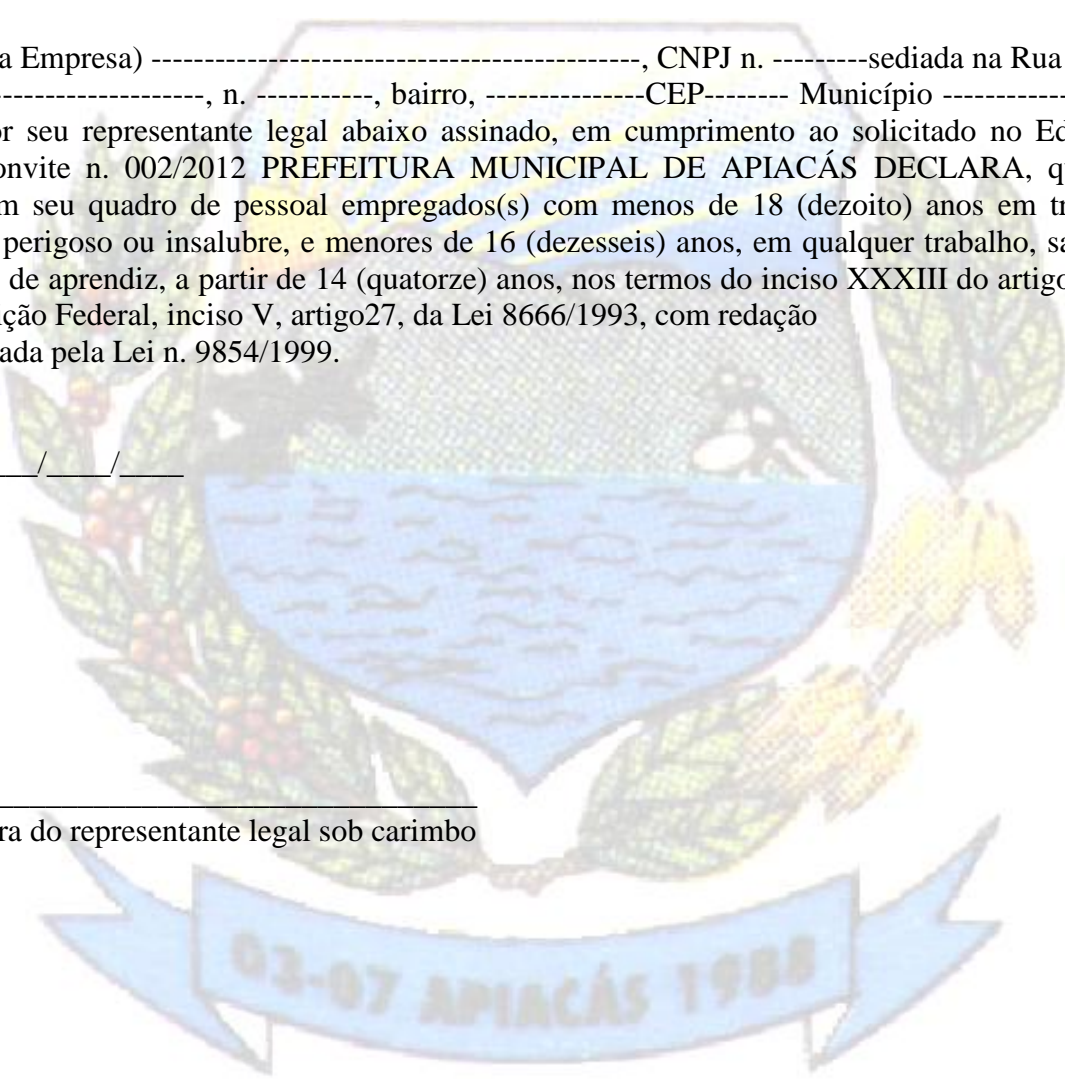 a Empresa) ----------------------------------------------, CNPJ n. ---------sediada na Rua
--------------------, n. -----------, bairro, ---------------CEP-------- Município ------------
or seu representante legal abaixo assinado, em cumprimento ao solicitado no Ed
onvite n. 002/2012 PREFEITURA MUNICIPAL DE APIACÁS DECLARA, q
m seu quadro de pessoal empregados(s) com menos de 18 (dezoito) anos em tr
perigoso ou insalubre, e menores de 16 (dezesseis) anos, em qualquer trabalho, sa
de aprendiz, a partir de 14 (quatorze) anos, nos termos do inciso XXXIII do artigo
ição Federal, inciso V, artigo27, da Lei 8666/1993, com redação
ada pela Lei n. 9854/1999.
___/____/____
______________________________
ra do representante legal sob carimbo
03-07 APIACÁS 1988